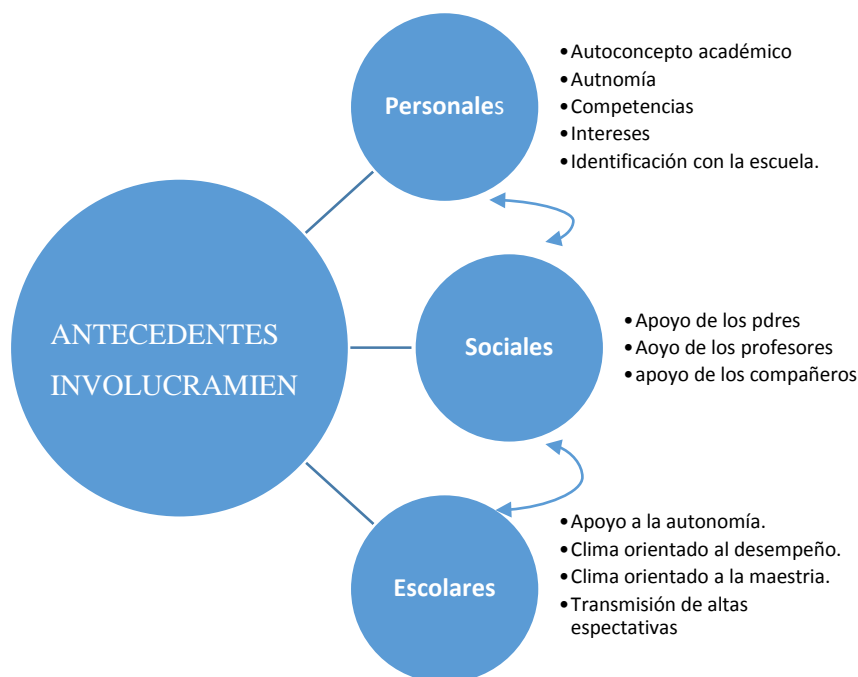 • Autoconcepto académico
• Autnomía
Personales
• Competencias
• Intereses
• Identificación con la escuela.
ANTECEDENTES
INVOLUCRAMIEN
Sociales
• Apoyo de los pdres
• Aoyo de los profesores
• apoyo de los compañeros
Escolares
• Apoyo a la autonomía.
• Clima orientado al desempeño.
• Clima orientado a la maestria.
• Transmisión de altas
espectativas